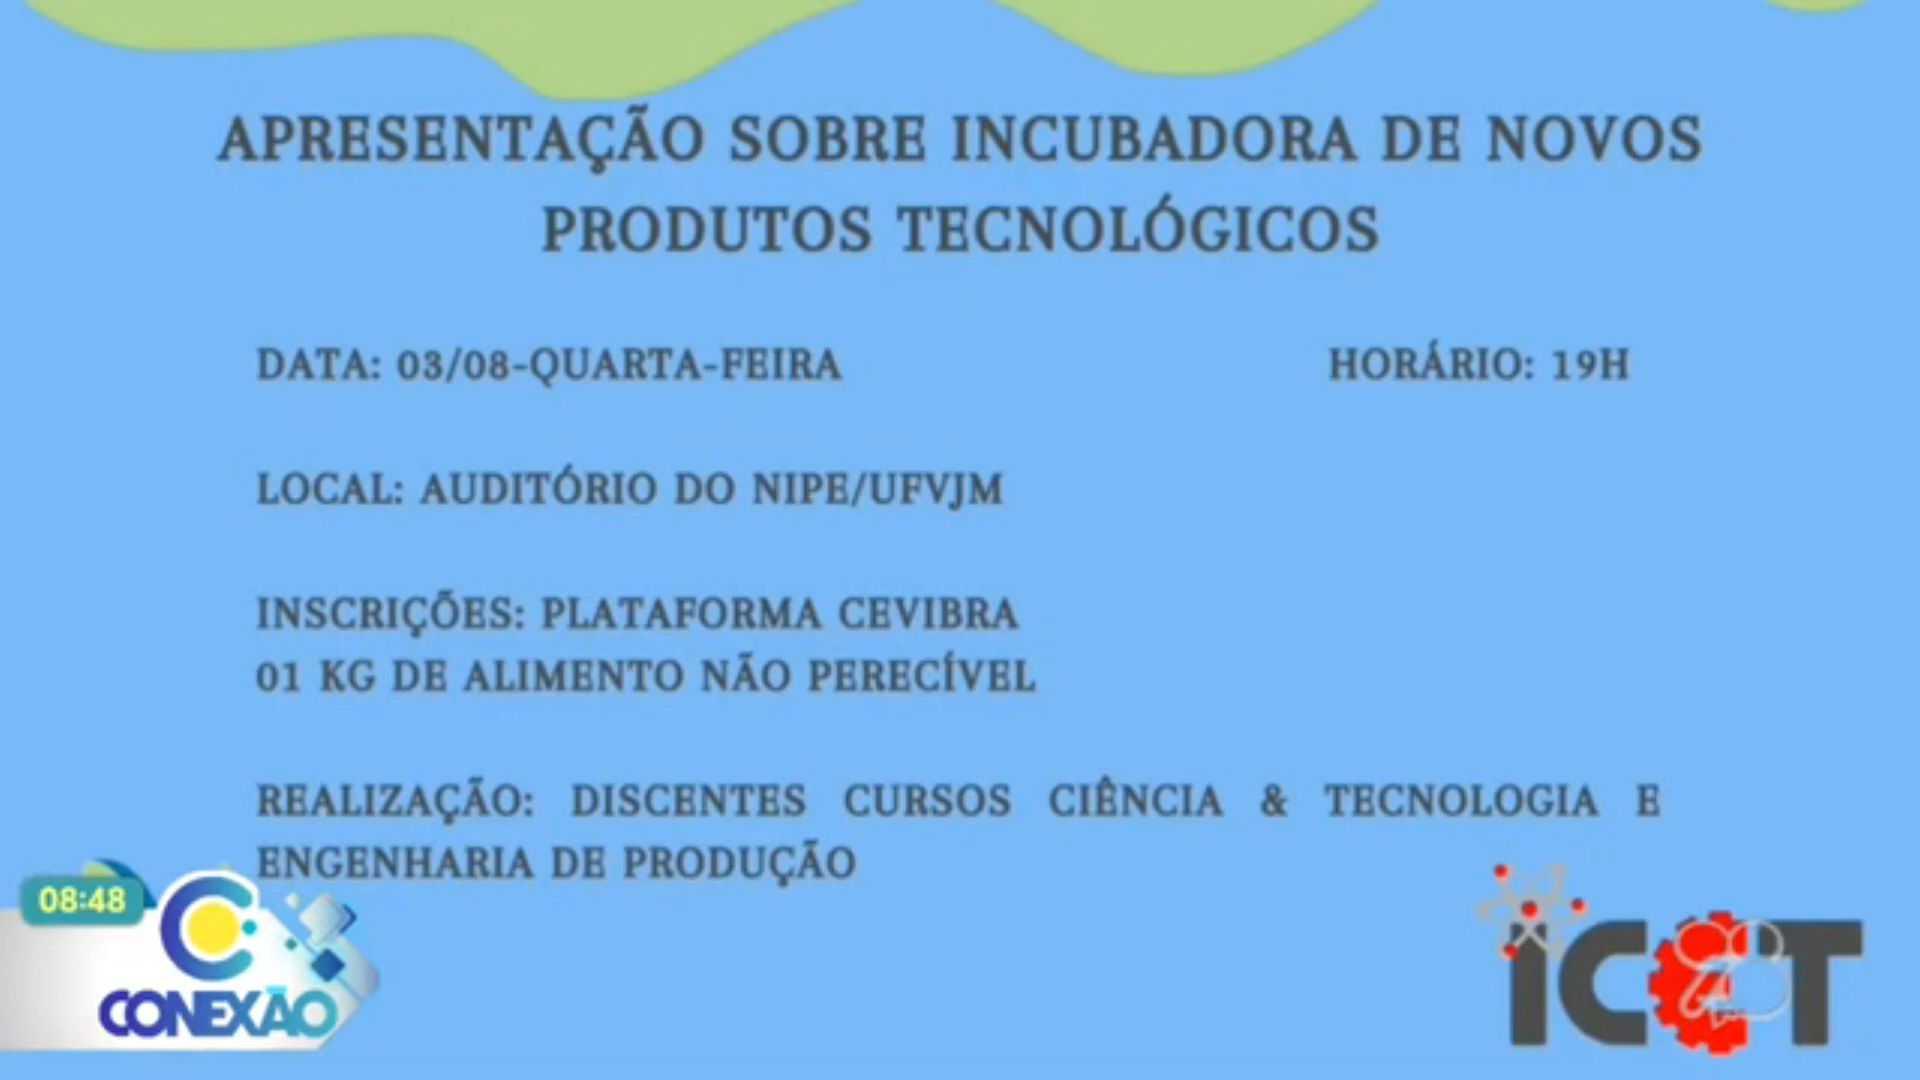 APRESENTAÇÃO SOBRE INCUBADORA DE NOVOS
PRODUTOS TECNOLÓGICOS
DATA: 03/08-QUARTA-FEIRA HORÁRIO: 19H
LOCAL: AUDITÓRIO DO NIPE/UFVJM
INSCRIÇÕES: PLATAFORMA CEVIBRA
01 KG DE ALIMENTO NÃO PERECÍVEL
REALIZAÇÃO: DISCENTES CURSOS CIÊNCIA & TECNOLOGIA E
ENGENHARIA DE PRODUÇÃO
08:48
CONEXÃO
ICET